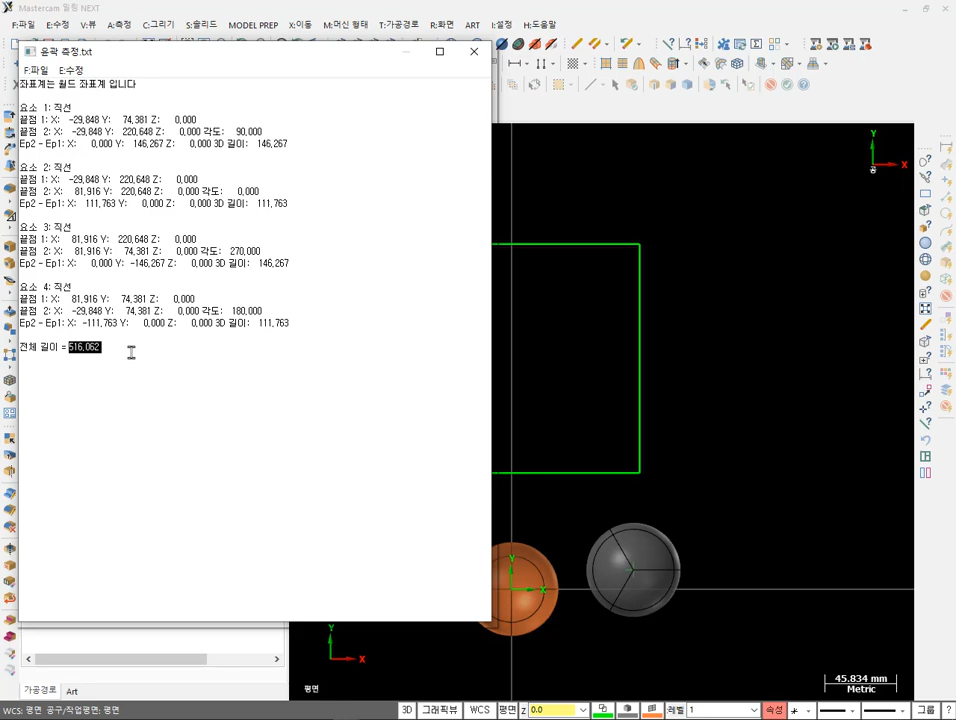 Mastercam 밀링 NEXT
F:파일 E:수정 V:뷰 A:측정 C:그리기 S:솔리드 MODEL PREP X:이동 M:머신 형태 T:가공경로 R:화면 ART I:설정 H:도움말
윤곽 측정.txt
F:파일 E:수정
좌표계는 월드 좌표계 입니다
요소 1: 직선
끝점 1: X: -29,848 Y: 74,381 Z: 0,000
끝점 2: X: -29,848 Y: 220,648 Z: 0,000 각도: 90,000
Ep2 - Ep1: X: 0,000 Y: 146,267 Z: 0,000 3D 길이: 146,267
요소 2: 직선
끝점 1: X: -29,848 Y: 220,648 Z: 0,000
끝점 2: X: 81,916 Y: 220,648 Z: 0,000 각도: 0,000
Ep2 - Ep1: X: 111,763 Y: 0,000 Z: 0,000 3D 길이: 111,763
요소 3: 직선
끝점 1: X: 81,916 Y: 220,648 Z: 0,000
끝점 2: X: 81,916 Y: 74,381 Z: 0,000 각도: 270,000
Ep2 - Ep1: X: 0,000 Y: -146,267 Z: 0,000 3D 길이: 146,267
요소 4: 직선
끝점 1: X: 81,916 Y: 74,381 Z: 0,000
끝점 2: X: -29,848 Y: 74,381 Z: 0,000 각도: 180,000
Ep2 - Ep1: X: -111,763 Y: 0,000 Z: 0,000 3D 길이: 111,763
전체 길이 = 516,062
Y
X
공
Y
X
Y
X
평면
45.834 mm
Metric
가공경로 Art
WCS: 평면 공구/작업평면: 평면 3D 그래픽뷰 WCS 평면 Z 0.0 레벨 1 속성 그룹 ?